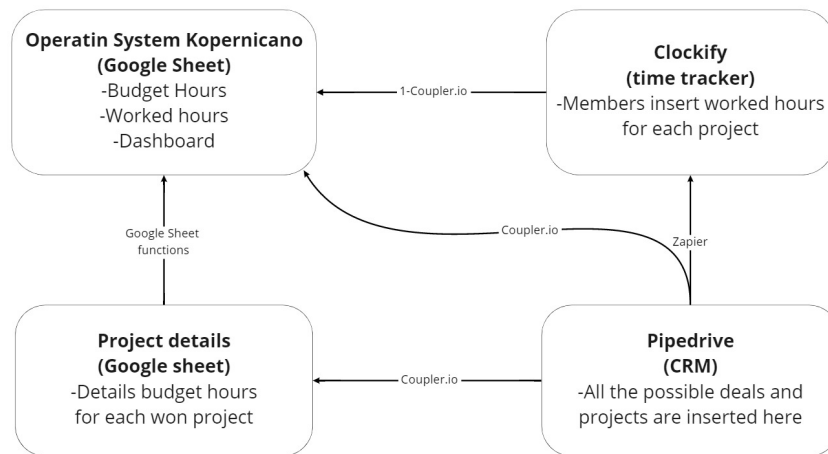 Operatin System Kopernicano
(Google Sheet)
-Budget Hours
-Worked hours
-Dashboard
1-Coupler.io
Clockify
(time tracker)
-Members insert worked hours
for each project
Google Sheet
functions
Coupler.io
Zapier
Project details
(Google sheet)
-Details budget hours
for each won project
Coupler.io
Pipedrive
(CRM)
-All the possible deals and
projects are inserted here